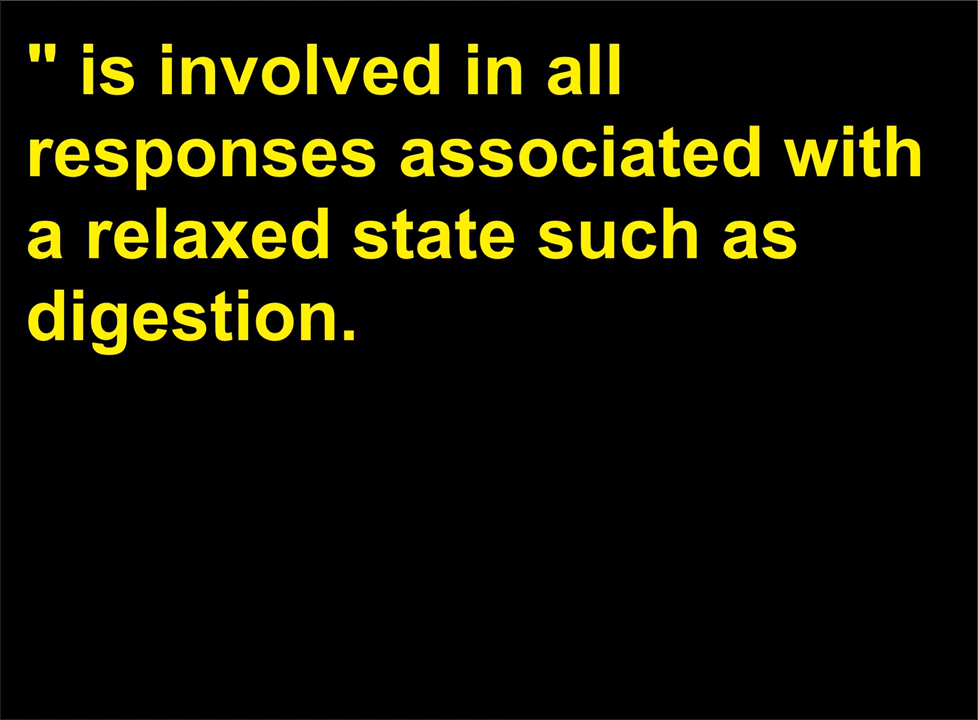 " is involved in all
responses associated with
a relaxed state such as
digestion.